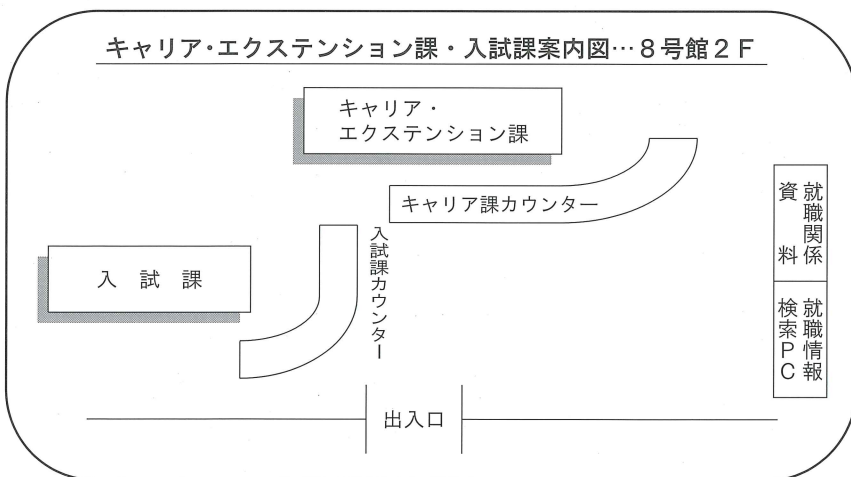 キャリア・エクステンション課・入試課案内図…8号館2F
キャリア・
エクステンション課
キャリア課カウンター
入試課カウンター
入試課
就職関係
資料
就職情報
検索PC
出入口